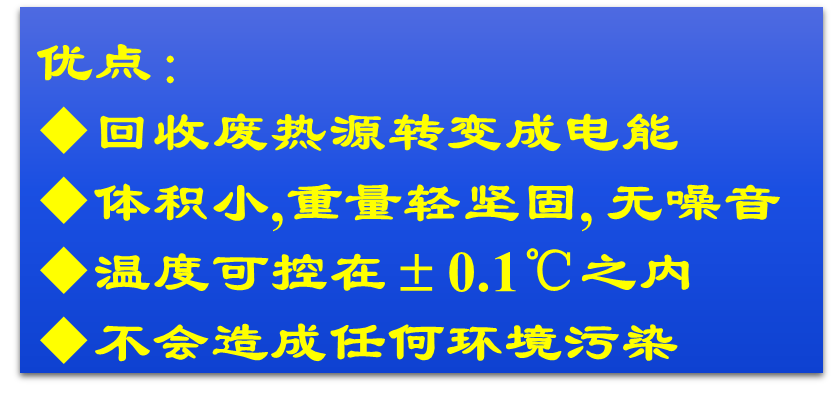 优点：
◆回收废热源转变成电能
◆体积小,重量轻坚固, 无噪音
◆温度可控在±0.1℃之内
◆不会造成任何环境污染